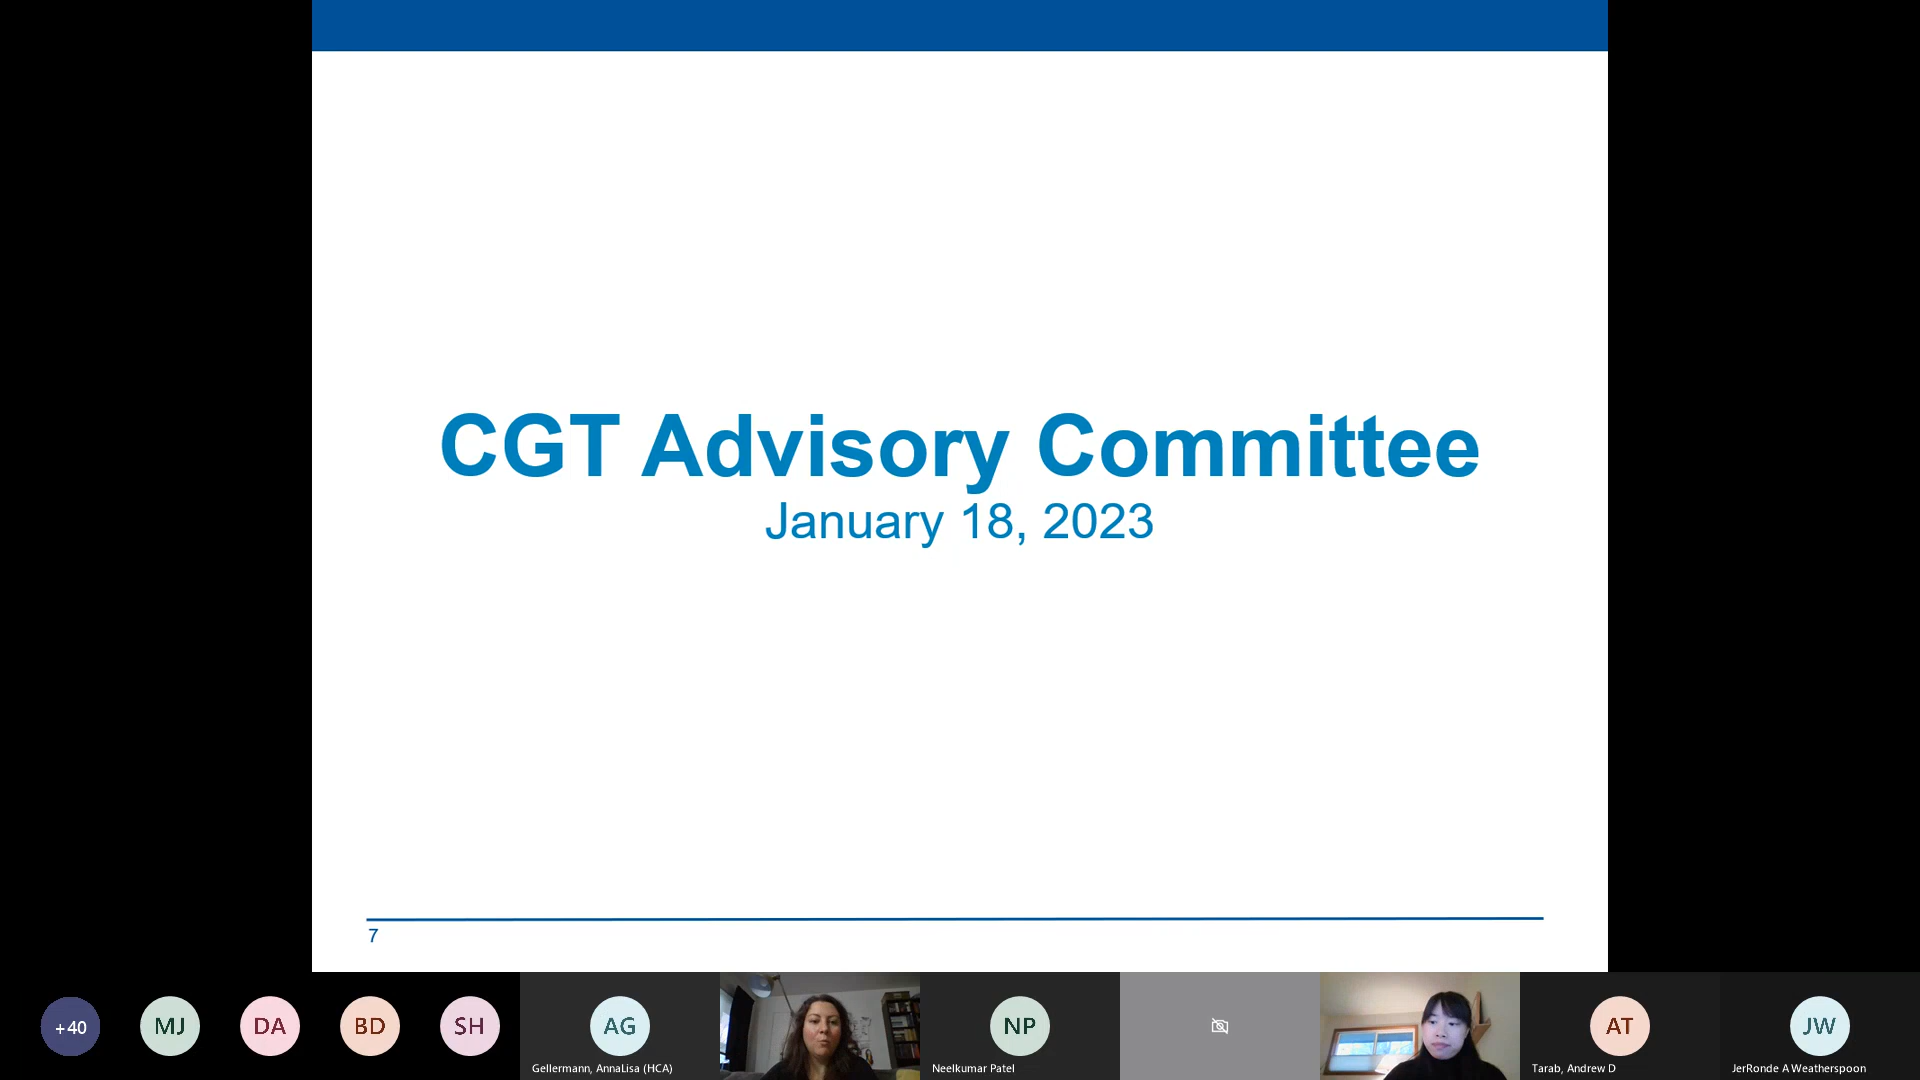 CGT Advisory Committee
January 18, 2023
7
+40
MJ
DA
BD
SH
AG
Gellermann, AnnaLisa (HCA)
NP
Neelkumar Patel
AT
Tarab, Andrew D
JW
JerRonde A Weatherspoon